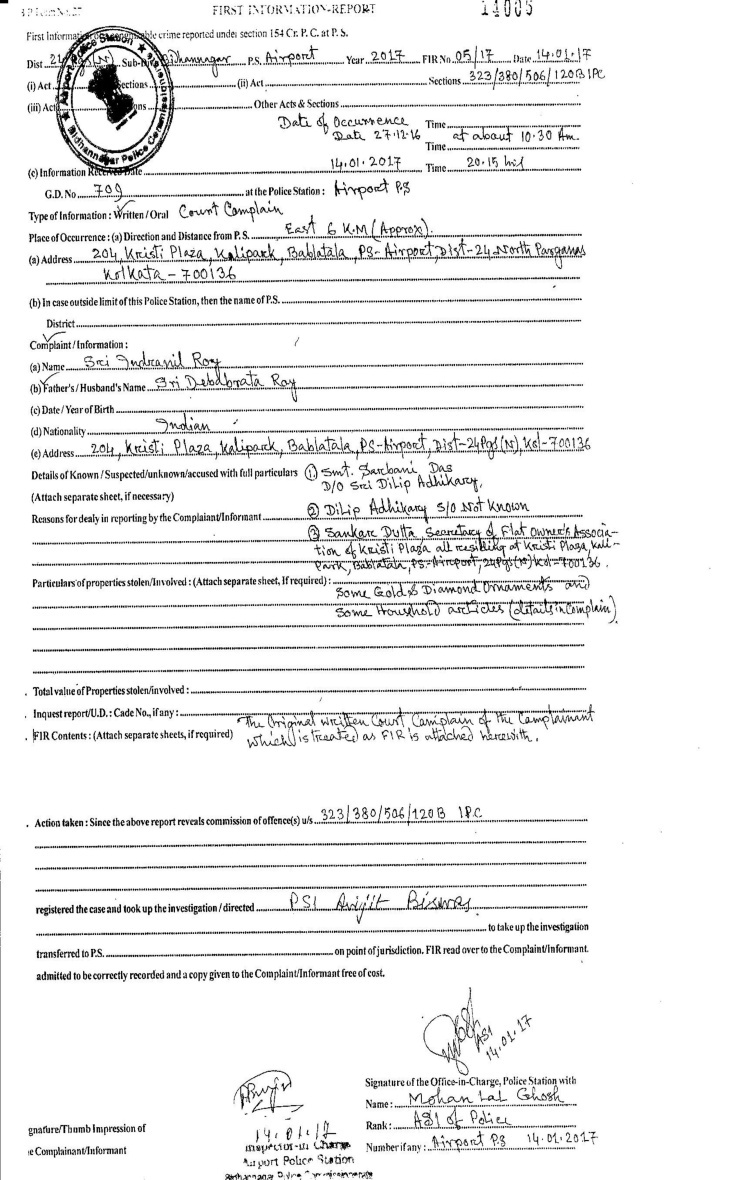 FIRST INFORMATION-REPORT
14005
First Information of cognisable crime reported under section 154 Cr. P. C. at P. S.
Dist Sub-Div Bidhannagar P.S. Airport Year 2017 FIR No 05/17 Date 14.01.17
(i) Act Sections (ii) Act Sections 323/380/506/120B IPC
(iii) Act Other Acts & Sections
Date of Occurrence Time
Date 27.12.16 at about 10.30 Am.
Time
(c) Information Received Date 14.01.2017 Time 20.15 hrs
G.D. No 709 at the Police Station : Airport PS
Type of Information : Written / Oral Court Complain
Place of Occurrence : (a) Direction and Distance from P. S. East 6 K.M (Approx).
(a) Address 204, Kristi Plaza, Kalipark, Bablatala, PS-Airport, Dist-24 North Parganas
Kolkata - 700136
(b) In case outside limit of this Police Station, then the name of P.S.
District
Complaint / Information :
(a) Name Sri Indranil Roy
(b) Father's / Husband's Name Sri Debabrata Roy
(c) Date / Year of Birth
(d) Nationality Indian
(e) Address 204, Kristi Plaza, Kalipark, Bablatala, PS-Airport, Dist-24Pgs(N), Kol-700136
Details of Known / Suspected/unknown/accused with full particulars ① Smt. Sarbani Das
D/O Sri Dilip Adhikary,
(Attach separate sheet, if necessary)
Reasons for dealy in reporting by the Complaiant/Informant ② Dilip Adhikary S/O Not Known
③ Sankar Dutta, Secretary of Flat Owner's Associa-
tion of Kristi Plaza all residing at Kristi Plaza, Kali-
Park, Bablatala, PS-Airport, 24Pgs(N) Kol-700136.
Particulars of properties stolen/Involved : (Attach separate sheet, If required) : Some Gold & Diamond Ornaments and
Some Household articles (details in Complain)
Total value of Properties stolen/involved :
Inquest report/U.D. : Cade No., if any :
The Original written Court Complain of the Complainant
FIR Contents : (Attach separate sheets, if required) which is treated as FIR is attached herewith.
Action taken : Since the above report reveals commission of offence(s) u/s 323/380/506/120B IPC
registered the case and took up the investigation / directed PSI Avijit Biswas
to take up the investigation
transferred to P.S. on point of jurisdiction. FIR read over to the Complaint/Informant.
admitted to be correctly recorded and a copy given to the Complaint/Informant free of cost.
ASI
14.01.17
Signature of the Office-in-Charge, Police Station with
Name : Mohan Lal Ghosh
Rank : ASI of Police
Number if any : Airport PS 14.01.2017
14.01.17
Inspector-in Charge
Airport Police Station
Bidhannagar Police Commissionerate
gnature/Thumb Impression of
e Complainant/Informant